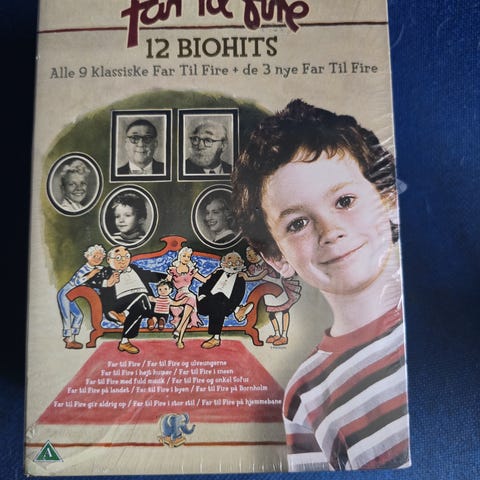 Far til fire
12 BIOHITS
Alle 9 Klassiske Far Til Fire + de 3 nye Far Til Fire
Far til Fire / Far til Fire og ulveungerne
Far til Fire i højt humør / Far til Fire i sneen
Far til Fire med fuld musik / Far til Fire og onkel Sofus
Far til Fire på landet / Far til Fire i byen / Far til Fire på Bornholm
Far til Fire gir aldrig op / Far til Fire i stor stil / Far til Fire på hjemmebane
A